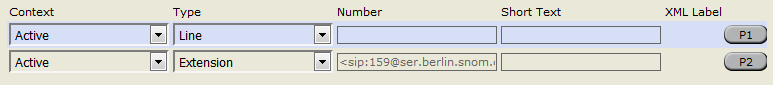 Context Type Number Short Text XML Label
Active Line P1
Active Extension <sip:159@ser.berlin.snom. P2